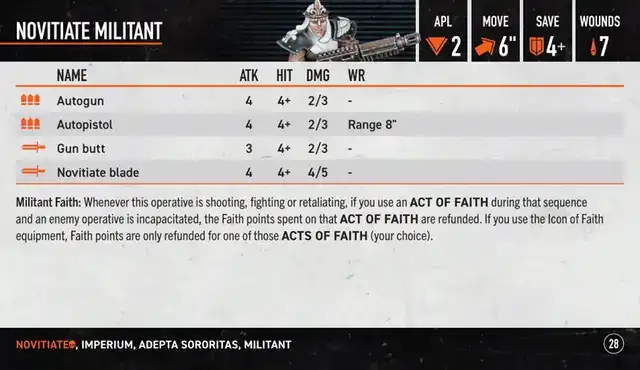 NOVITIATE MILITANT
APL MOVE SAVE WOUNDS
2 6" 4+ 7
NAME ATK HIT DMG WR
Autogun 4 4+ 2/3 -
Autopistol 4 4+ 2/3 Range 8"
Gun butt 3 4+ 2/3 -
Novitiate blade 4 4+ 4/5 -
Militant Faith: Whenever this operative is shooting, fighting or retaliating, if you use an ACT OF FAITH during that sequence
and an enemy operative is incapacitated, the Faith points spent on that ACT OF FAITH are refunded. If you use the Icon of Faith
equipment, Faith points are only refunded for one of those ACTS OF FAITH (your choice).
NOVITIATE, IMPERIUM, ADEPTA SORORITAS, MILITANT
28